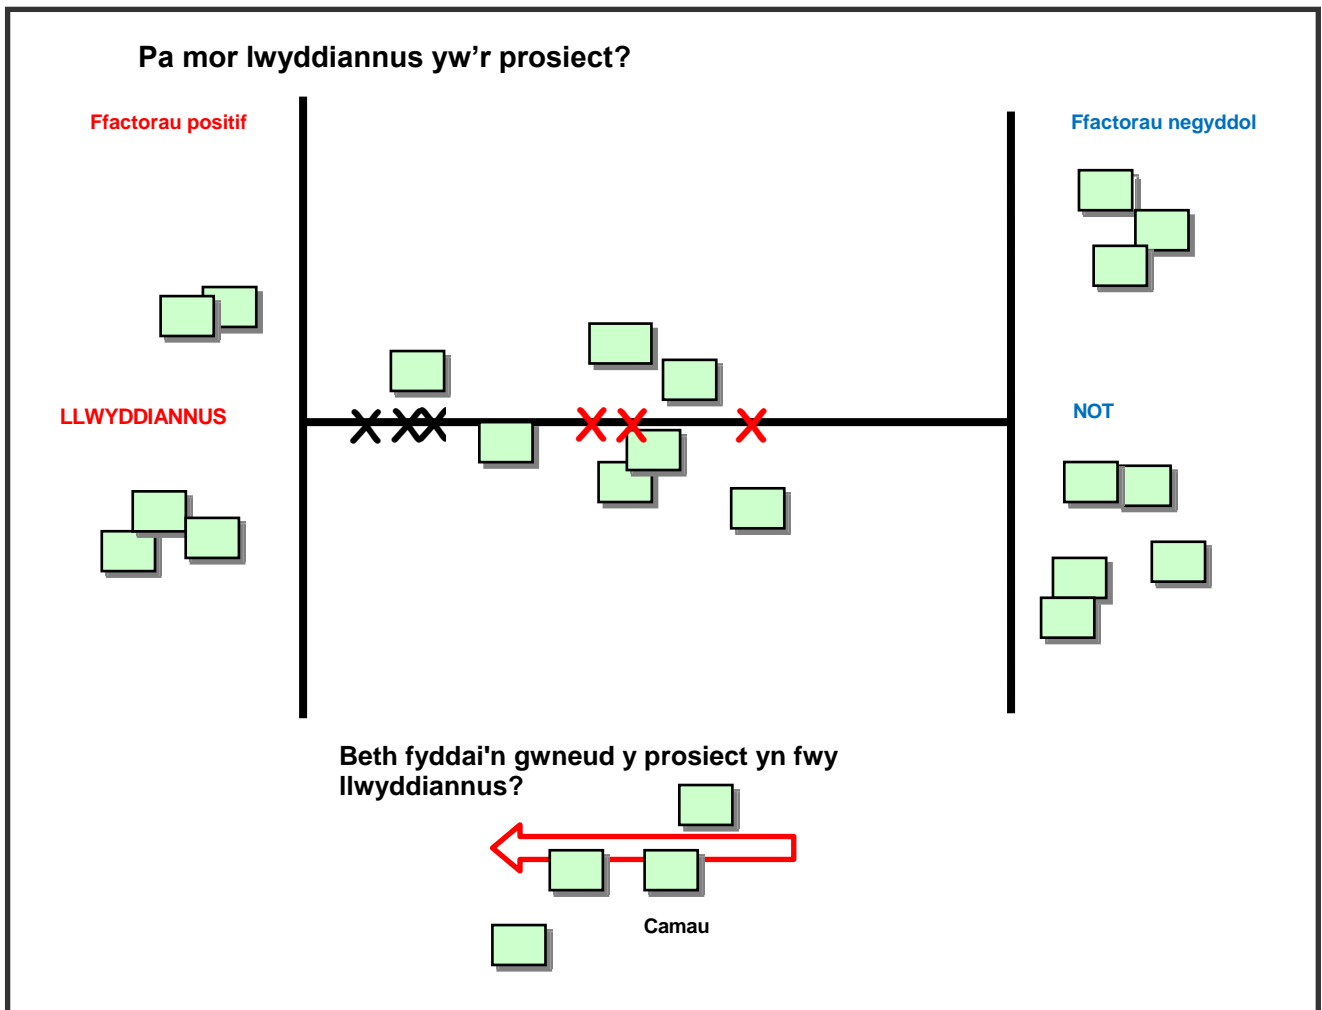 Pa mor lwyddiannus yw’r prosiect?
Ffactorau positif
Ffactorau negyddol
LLWYDDIANNUS
NOT
Beth fyddai'n gwneud y prosiect yn fwy
llwyddiannus?
Camau